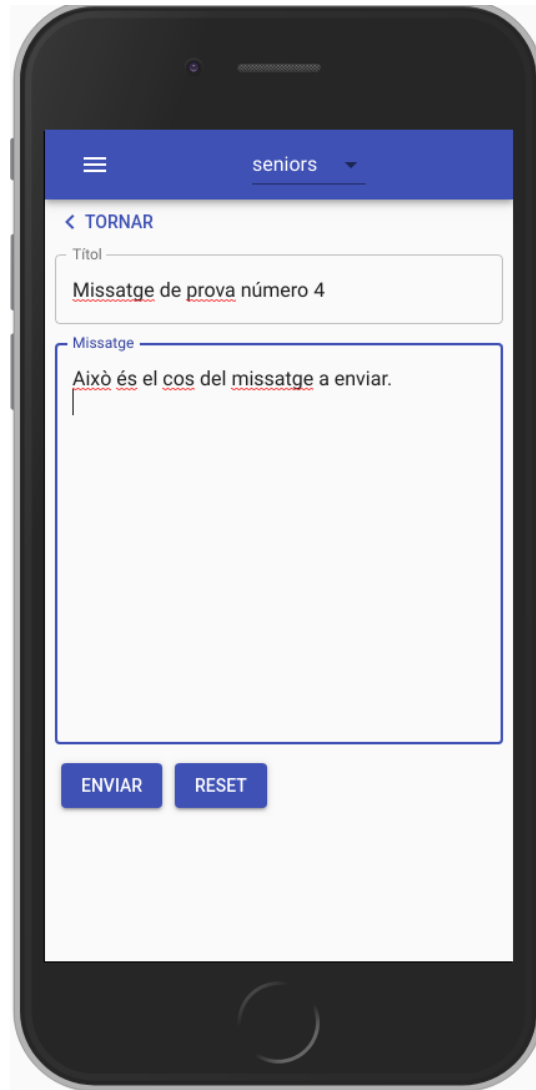 seniors
TORNAR
Títol
Missatge de prova número 4
Missatge
Això és el cos del missatge a enviar.
ENVIAR RESET